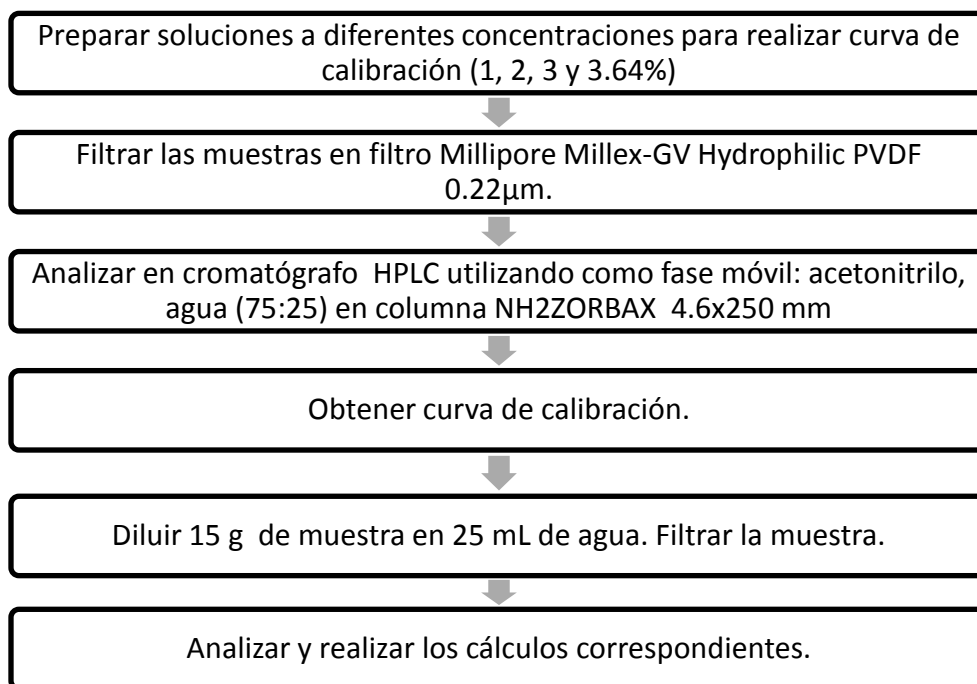 Preparar soluciones a diferentes concentraciones para realizar curva de
calibración (1, 2, 3 y 3.64%)
Filtrar las muestras en filtro Millipore Millex-GV Hydrophilic PVDF
0.22µm.
Analizar en cromatógrafo HPLC utilizando como fase móvil: acetonitrilo,
agua (75:25) en columna NH2ZORBAX 4.6x250 mm
Obtener curva de calibración.
Diluir 15 g de muestra en 25 mL de agua. Filtrar la muestra.
Analizar y realizar los cálculos correspondientes.